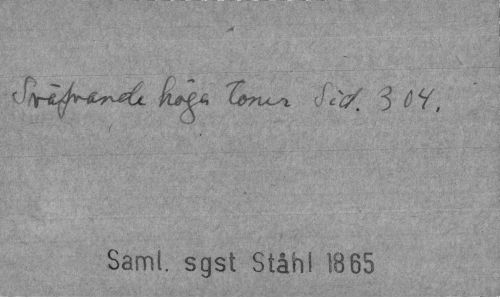 Sväfvande höga Toner Sid. 304.
Saml. sgst Ståhl 1865